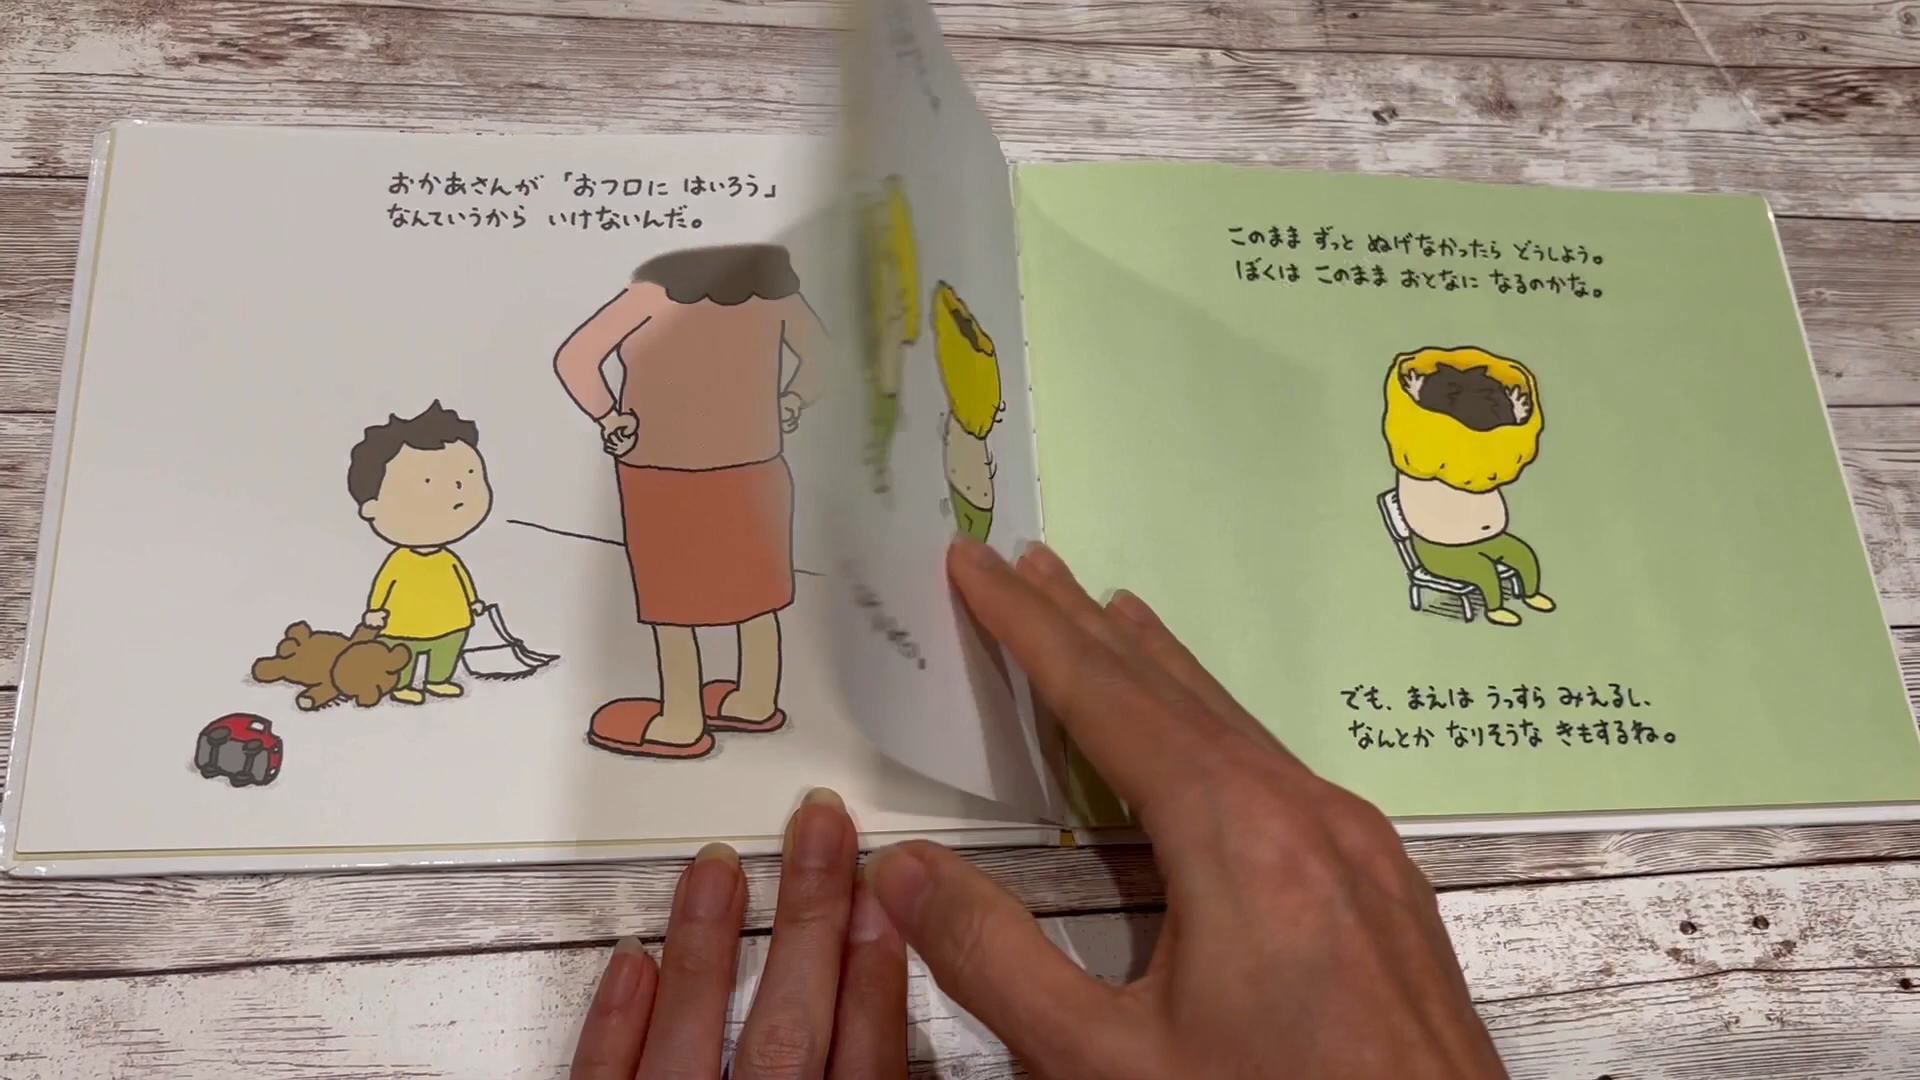 おかあさんが 「おフロに はいろう」
なんていうから いけないんだ。
このまま ずっと ぬげなかったら どうしよう。
ぼくは このまま おとなに なるのかな。
でも、まえは うっすら みえるし、
なんとか なりそうな きもするね。